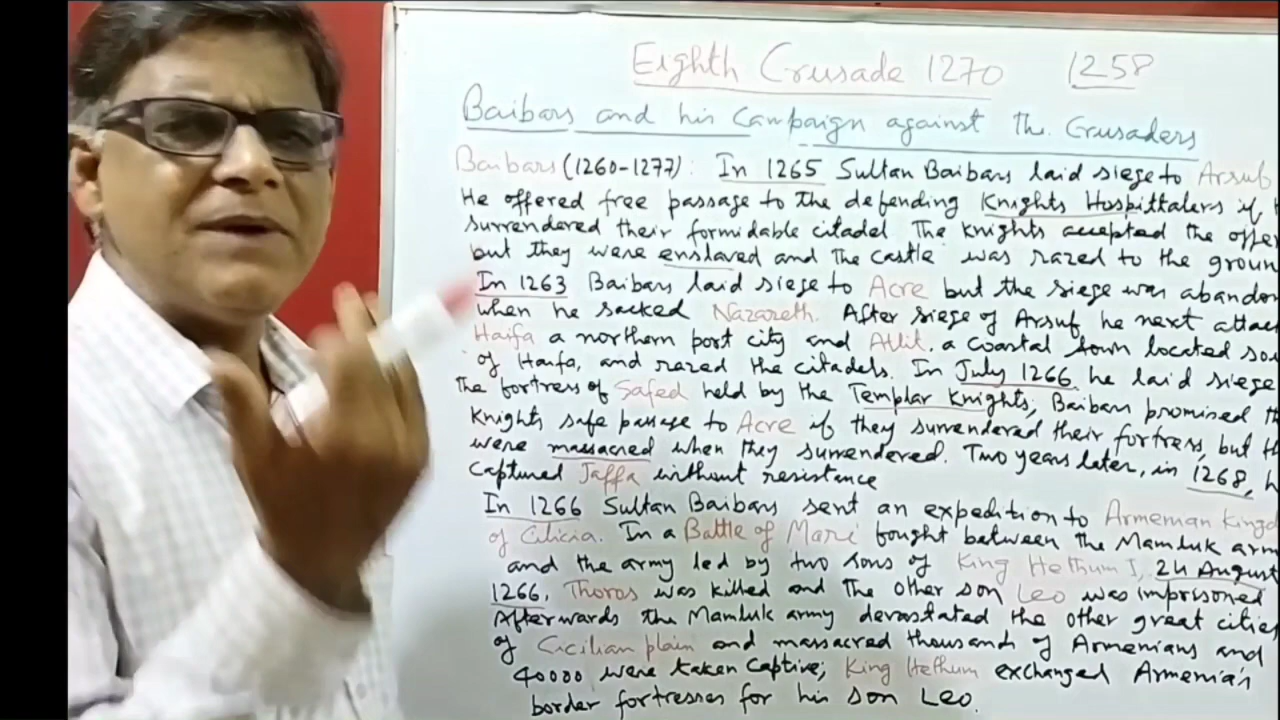 Eighth Crusade 1270 1258
Baibars and his Campaign against the Crusaders
Baibars (1260-1277): In 1265 Sultan Baibars laid siege to Arsuf
He offered free passage to the defending Knights Hospittalers if
surrendered their formidable citadel The knights accepted the offer
but they were enslaved and the castle was razed to the groun
In 1263 Baibars laid siege to Acre but the siege was abandon
when he sacked Nazareth. After siege of Arsuf, he next attac
Haifa a northern port city and Atlit, a coastal town located sou
of Haifa, and razed the citadels. In July 1266, he laid siege
the fortress of Safed held by the Templar Knights, Baibars promised th
Knights safe passage to Acre if they surrendered their fortress, but th
were massacred when they surrendered. Two years later, in 1268, h
captured Jaffa without resistance
In 1266 Sultan Baibars sent an expedition to Armenian Kingd
of Cilicia. In a Battle of Mari fought between the Mamluk arm
and the army led by two sons of King Hethum I, 24 August
1266, Thoros was killed and the other son Leo was imprisoned
Afterwards the Mamluk army devastated the other great cities
of Cicilian plain and massacred thousands of Armenians and
40000 were taken captive; King Hethum exchanged Armenia's
border fortresses for his son Leo.